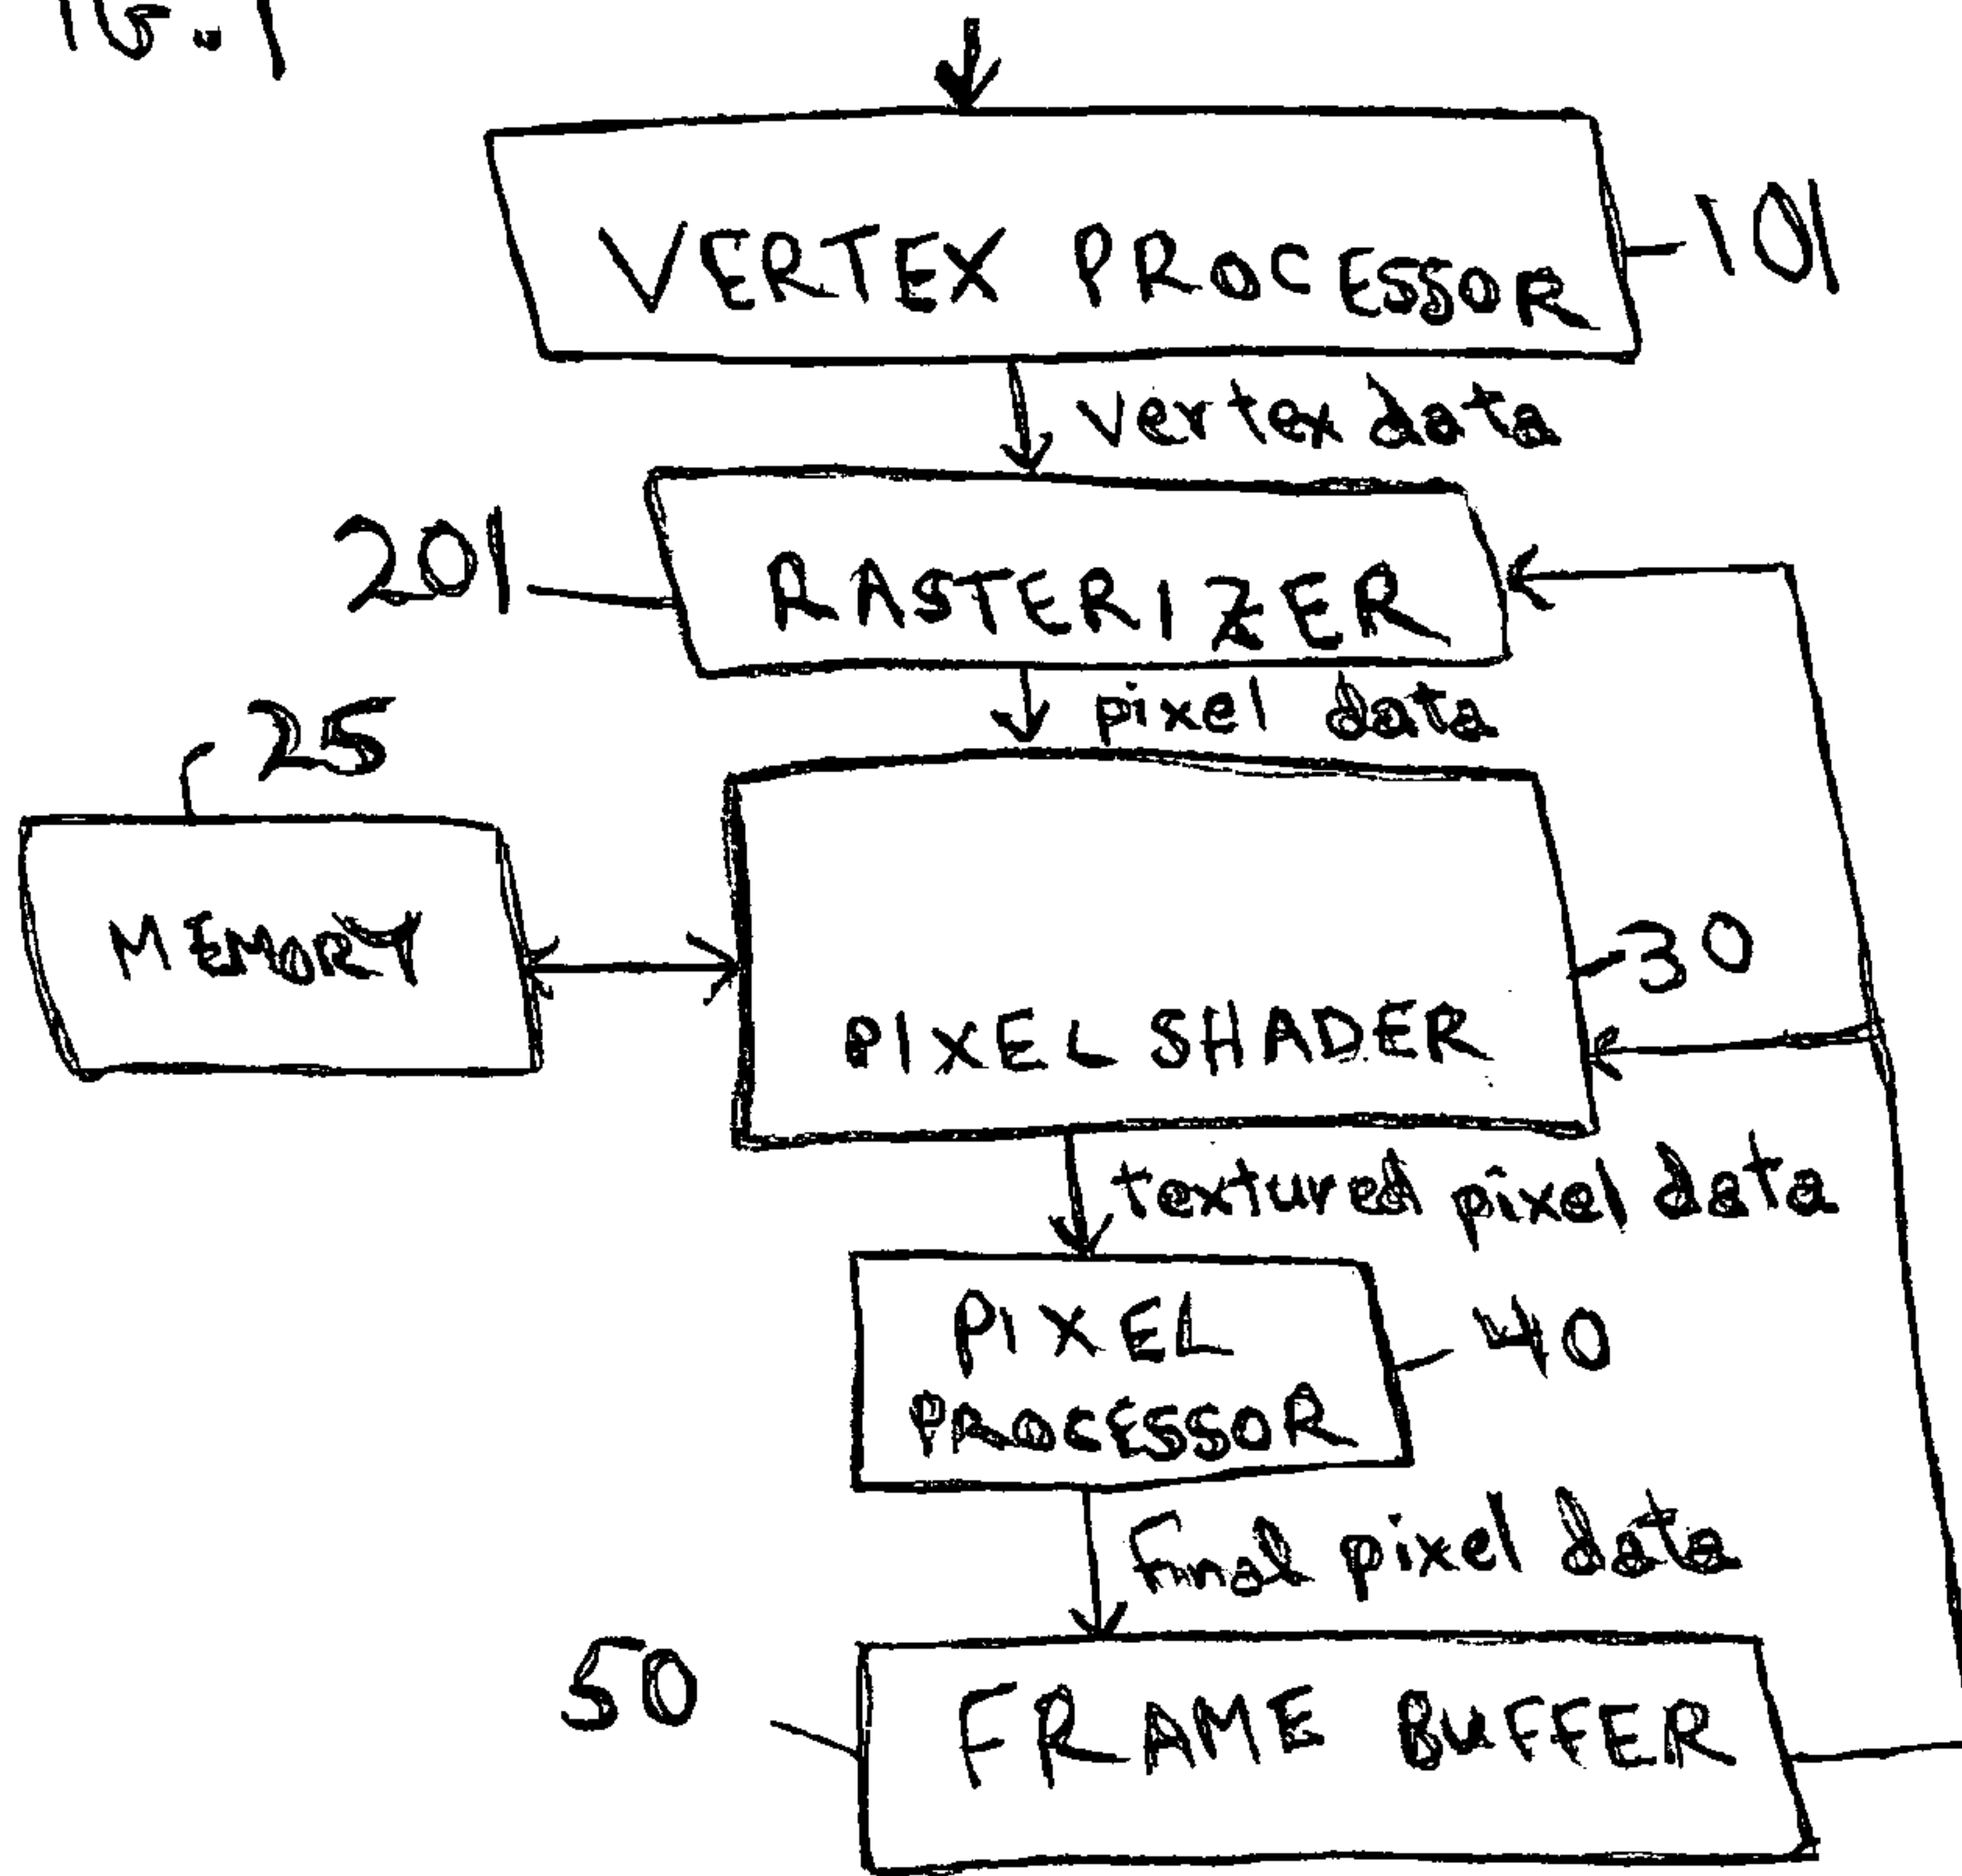 VERTEX PROCESSOR
101
vertex data
201
RASTERIZER
pixel data
25
MEMORY
30
PIXEL SHADER
textured pixel data
PIXEL
PROCESSOR
40
Final pixel data
50
FRAME BUFFER